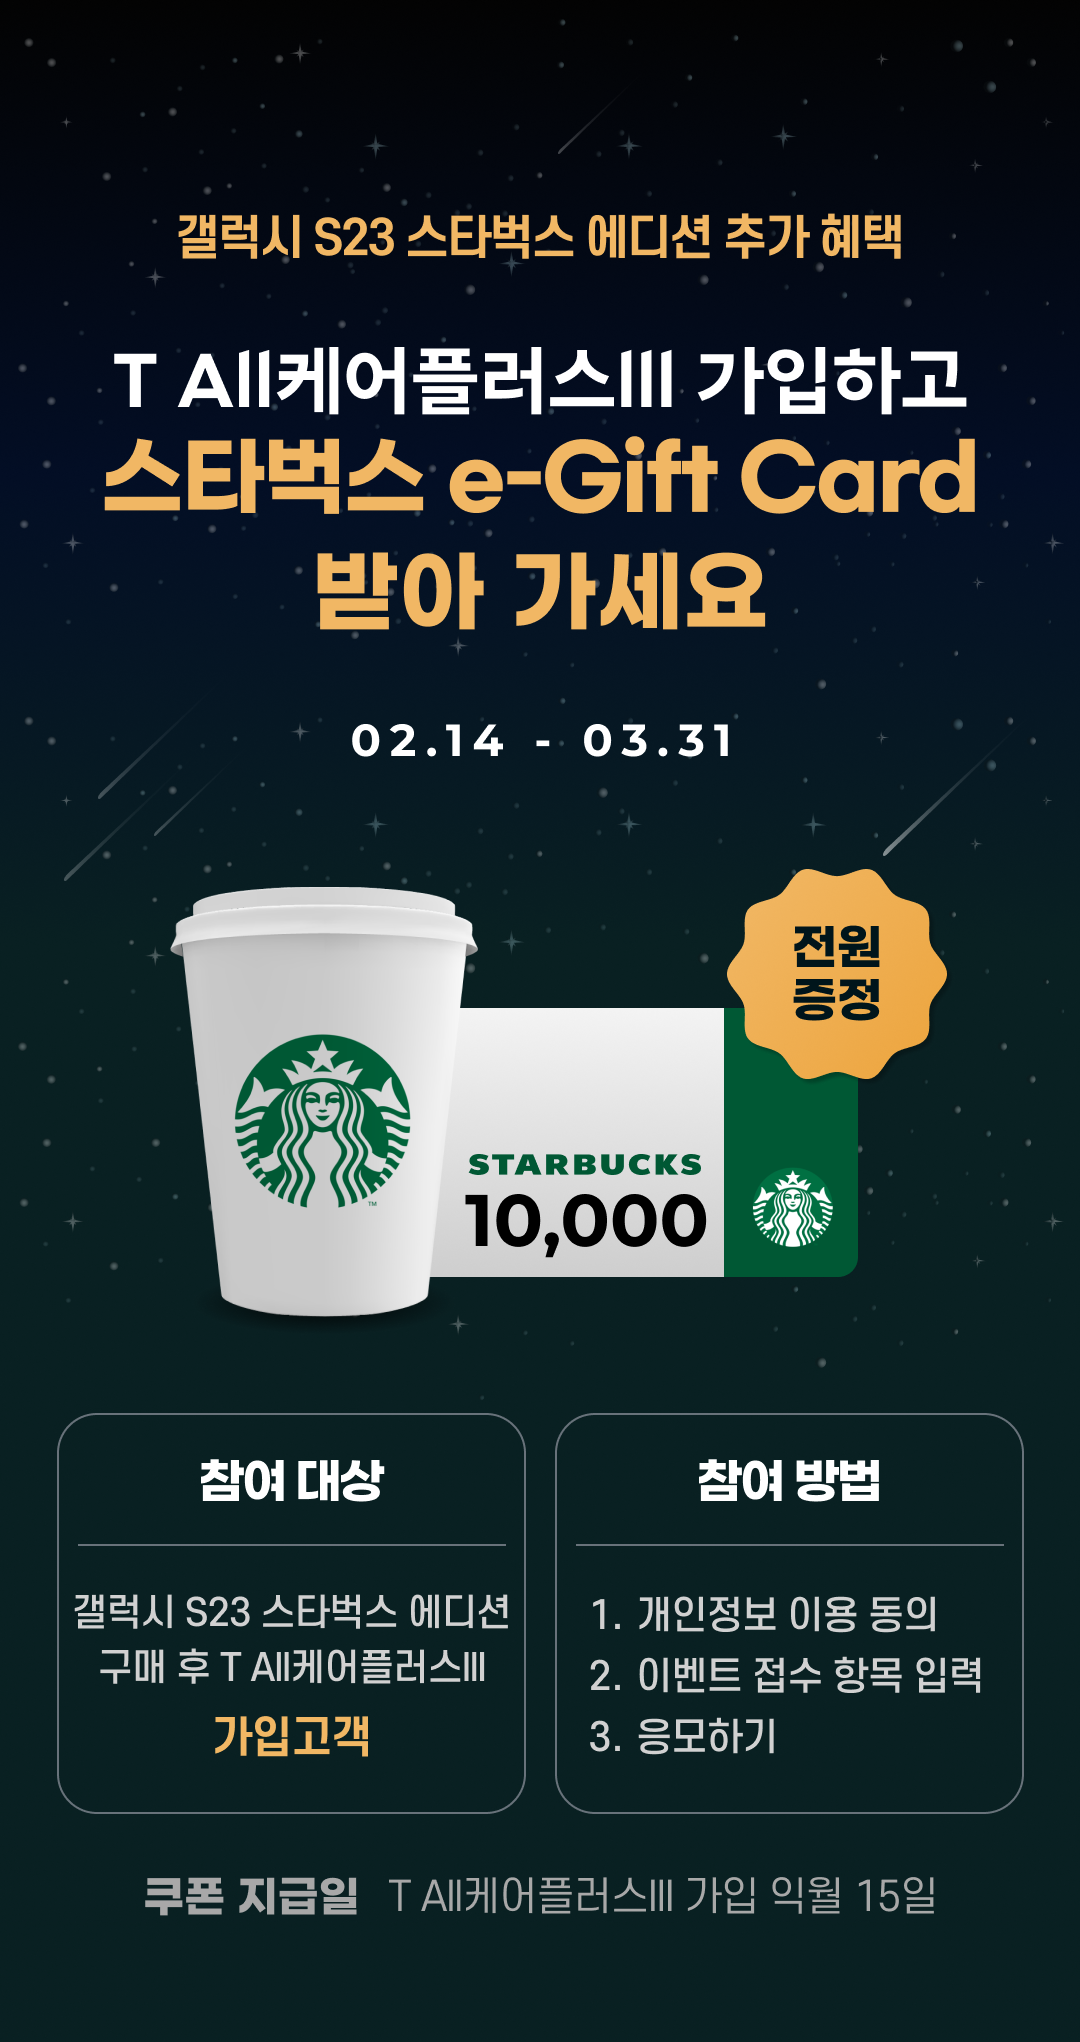 갤럭시 S23 스타벅스 에디션 추가 혜택
T All케어플러스III 가입하고
스타벅스 e-Gift Card
받아 가세요
02.14 - 03.31
전원
증정
STARBUCKS
10,000
TM
참여 대상
갤럭시 S23 스타벅스 에디션
구매 후 T All케어플러스III
가입고객
참여 방법
1. 개인정보 이용 동의
2. 이벤트 접수 항목 입력
3. 응모하기
쿠폰 지급일 T All케어플러스III 가입 익월 15일